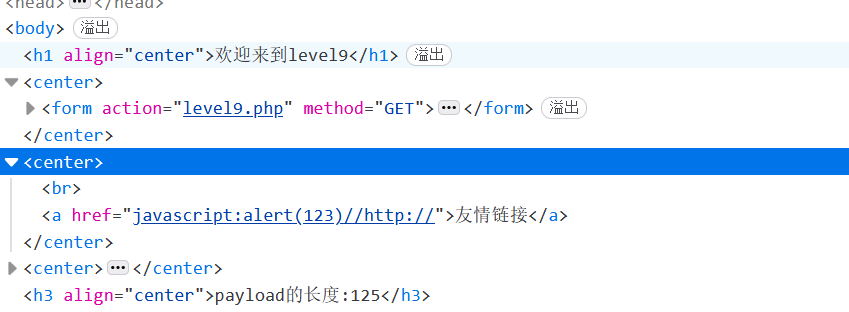 <head> ••• </head>
<body> 溢出
<h1 align="center">欢迎来到level9</h1> 溢出
<center>
<form action="level9.php" method="GET"> ••• </form> 溢出
</center>
<center>
<br>
<a href="javascript:alert(123)//http://">友情链接</a>
</center>
<center> ••• </center>
<h3 align="center">payload的长度:125</h3>